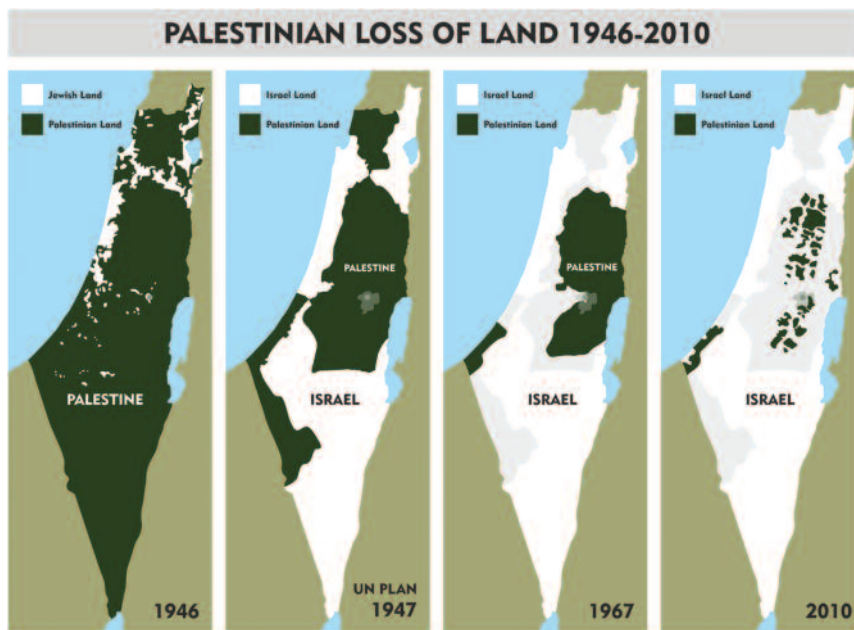 PALESTINIAN LOSS OF LAND 1946-2010
Jewish Land
Palestinian Land
PALESTINE
1946
Israel Land
Palestinian Land
PALESTINE
ISRAEL
UN PLAN
1947
Israel Land
Palestinian Land
PALESTINE
ISRAEL
1967
Israel Land
Palestinian Land
ISRAEL
2010